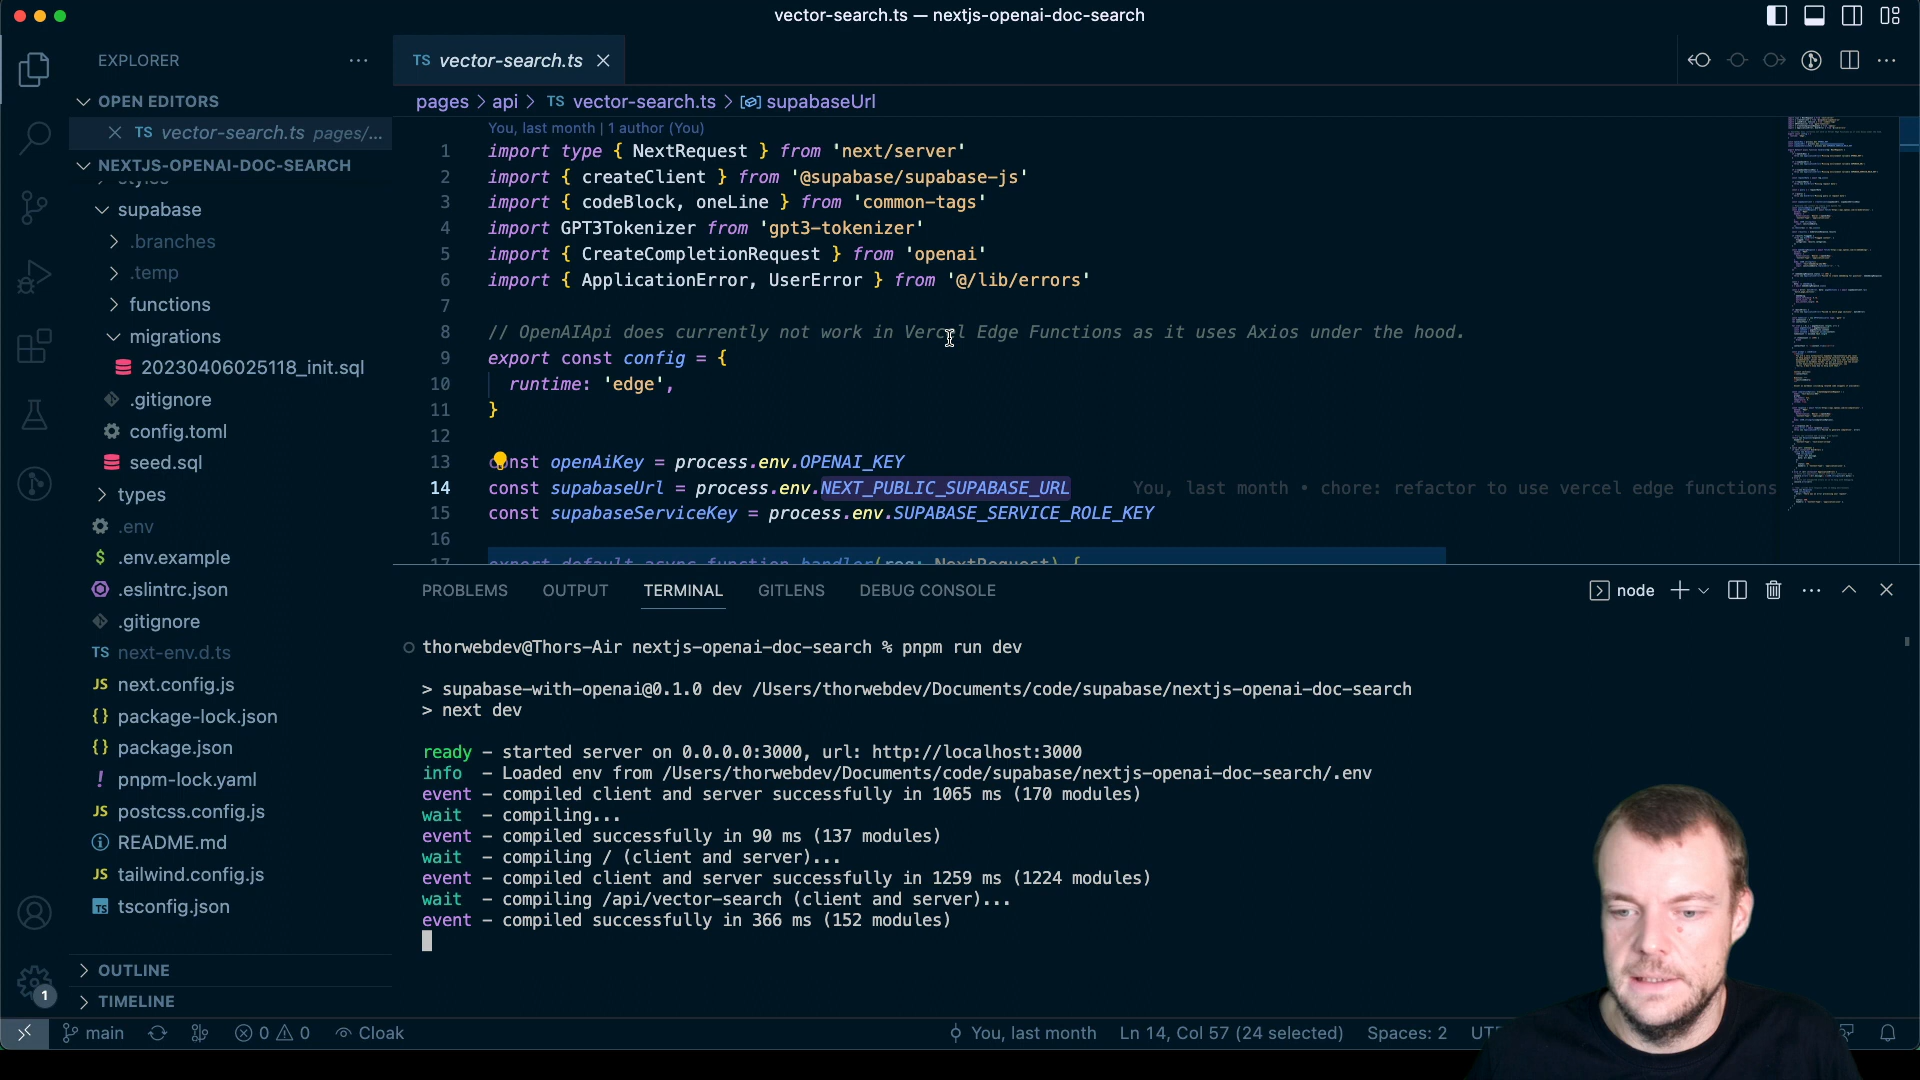 vector-search.ts — nextjs-openai-doc-search
EXPLORER
OPEN EDITORS
TS vector-search.ts pages/...
NEXTJS-OPENAI-DOC-SEARCH
styles
supabase
.branches
.temp
functions
migrations
20230406025118_init.sql
.gitignore
config.toml
seed.sql
types
.env
$ .env.example
.eslintrc.json
.gitignore
TS next-env.d.ts
JS next.config.js
{} package-lock.json
{} package.json
! pnpm-lock.yaml
JS postcss.config.js
README.md
JS tailwind.config.js
TS tsconfig.json
OUTLINE
TIMELINE
1
TS vector-search.ts
pages > api > TS vector-search.ts > supabaseUrl
You, last month | 1 author (You)
1 import type { NextRequest } from 'next/server'
2 import { createClient } from '@supabase/supabase-js'
3 import { codeBlock, oneLine } from 'common-tags'
4 import GPT3Tokenizer from 'gpt3-tokenizer'
5 import { CreateCompletionRequest } from 'openai'
6 import { ApplicationError, UserError } from '@/lib/errors'
7
8 // OpenAIApi does currently not work in Vercel Edge Functions as it uses Axios under the hood.
9 export const config = {
10 runtime: 'edge',
11 }
12
13 const openAiKey = process.env.OPENAI_KEY
14 const supabaseUrl = process.env.NEXT_PUBLIC_SUPABASE_URL You, last month • chore: refactor to use vercel edge functions
15 const supabaseServiceKey = process.env.SUPABASE_SERVICE_ROLE_KEY
16
17 export default async function handler(req: NextRequest) {
PROBLEMS OUTPUT TERMINAL GITLENS DEBUG CONSOLE
node
thorwebdev@Thors-Air nextjs-openai-doc-search % pnpm run dev
> supabase-with-openai@0.1.0 dev /Users/thorwebdev/Documents/code/supabase/nextjs-openai-doc-search
> next dev
ready - started server on 0.0.0.0:3000, url: http://localhost:3000
info - Loaded env from /Users/thorwebdev/Documents/code/supabase/nextjs-openai-doc-search/.env
event - compiled client and server successfully in 1065 ms (170 modules)
wait - compiling...
event - compiled successfully in 90 ms (137 modules)
wait - compiling / (client and server)...
event - compiled client and server successfully in 1259 ms (1224 modules)
wait - compiling /api/vector-search (client and server)...
event - compiled successfully in 366 ms (152 modules)
main 0 0 Cloak You, last month Ln 14, Col 57 (24 selected) Spaces: 2